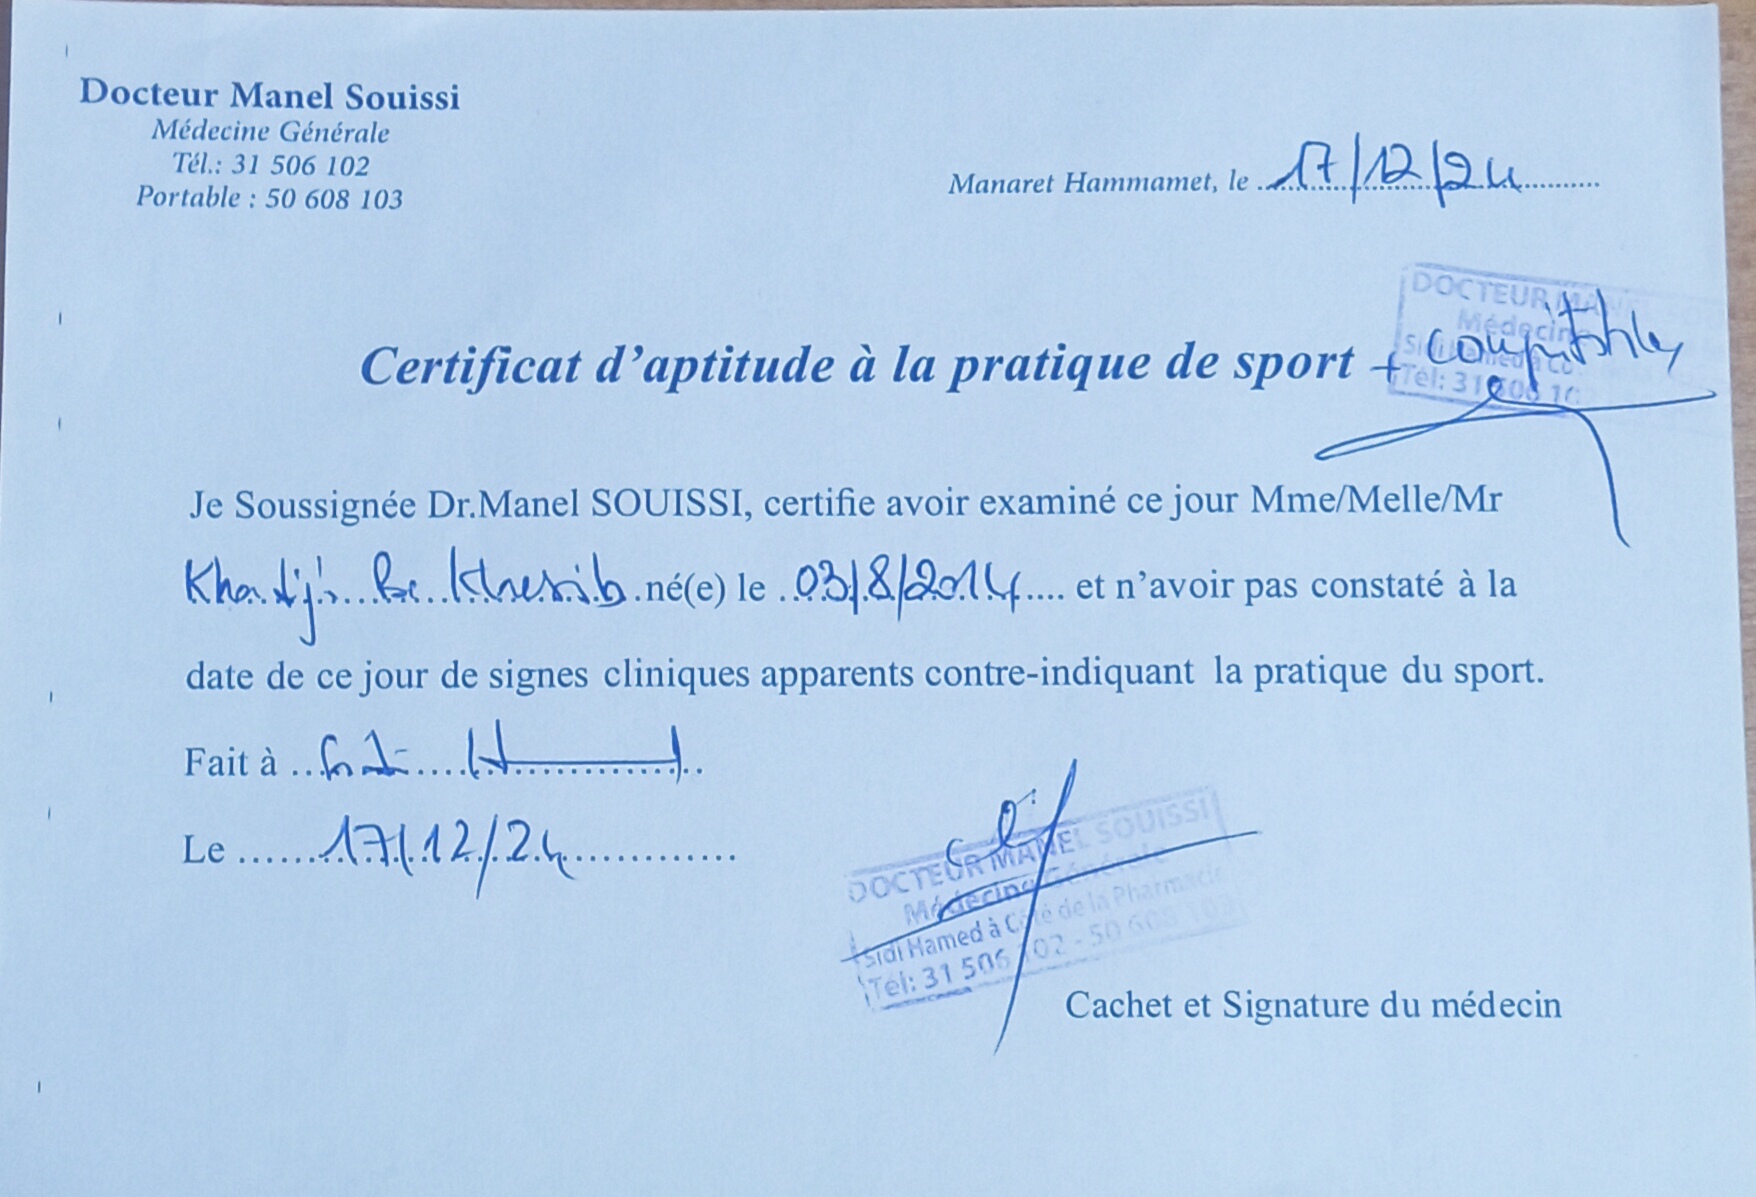 Docteur Manel Souissi
Médecine Générale
Tél.: 31 506 102
Portable : 50 608 103
Manaret Hammamet, le 17/12/24
Certificat d'aptitude à la pratique de sport +
DOCTEUR
Médecin
Tél: 31
Je Soussignée Dr.Manel SOUISSI, certifie avoir examiné ce jour Mme/Melle/Mr
né(e) le 03/8/2014 et n'avoir pas constaté à la
date de ce jour de signes cliniques apparents contre-indiquant la pratique du sport.
Fait à
Le 17/12/24
DOCTEUR MANEL SOUISSI
Médecine Générale
Sidi Hamed à Côté de la Pharmacie
Tél: 31 506 102 - 50 608 103
Cachet et Signature du médecin